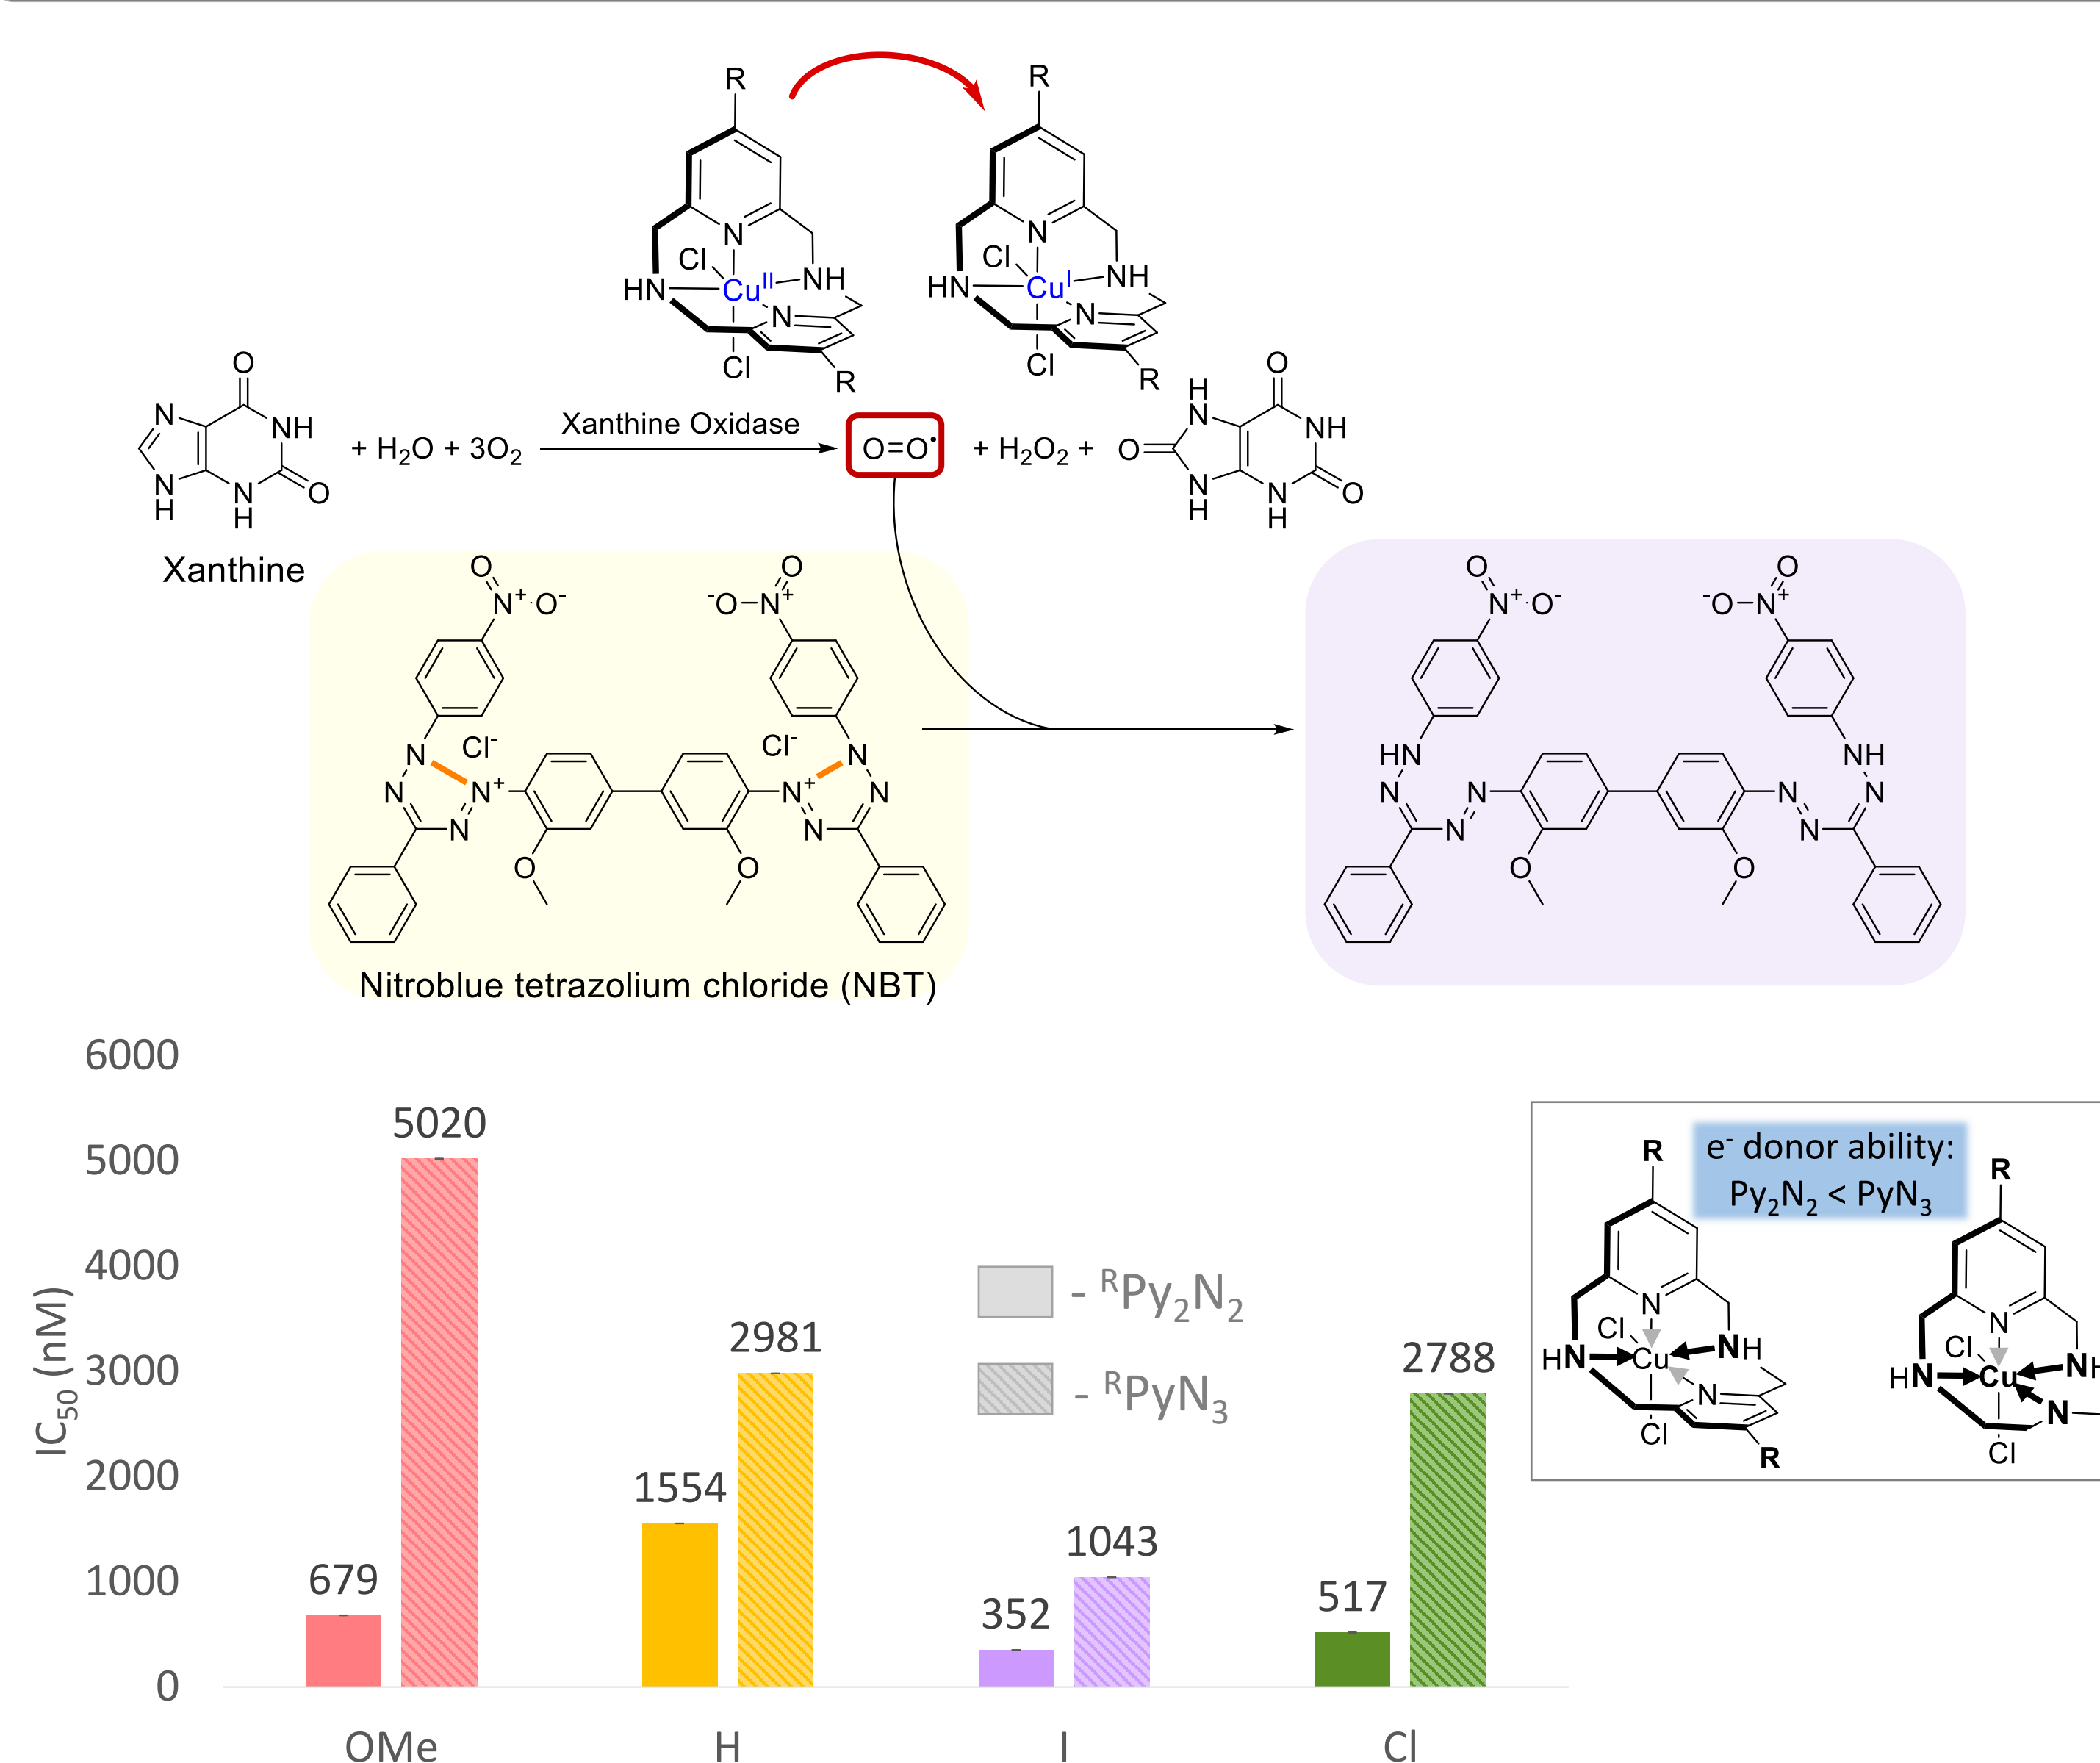 R
R
N
N
Cl
Cl
HN
Cu^II
NH
HN
Cu^I
NH
N
N
Cl
R
Cl
R
O
N
NH
N
H
N
H
O
+ H₂O + 3O₂
Xanthine Oxidase
O=O•
+ H₂O₂ +
O
H
N
NH
O
N
H
N
H
O
Xanthine
O
N⁺
O⁻
O
⁻O
N⁺
Cl⁻
Cl⁻
N
N
N⁺
N
N
N⁺
N
N
O
O
Nitroblue tetrazolium chloride (NBT)
O
N⁺
O⁻
O
⁻O
N⁺
HN
NH
N
N
N
N
N
N
O
O
6000
5000
4000
3000
2000
1000
0
IC₅₀ (nM)
679
5020
1554
2981
352
1043
517
2788
OMe
H
I
Cl
- ᴿPy₂N₂
- ᴿPyN₃
e⁻ donor ability:
Py₂N₂ < PyN₃
R
N
Cl
HN
Cu
NH
N
Cl
R
R
N
Cl
HN
Cu
NH
N
Cl